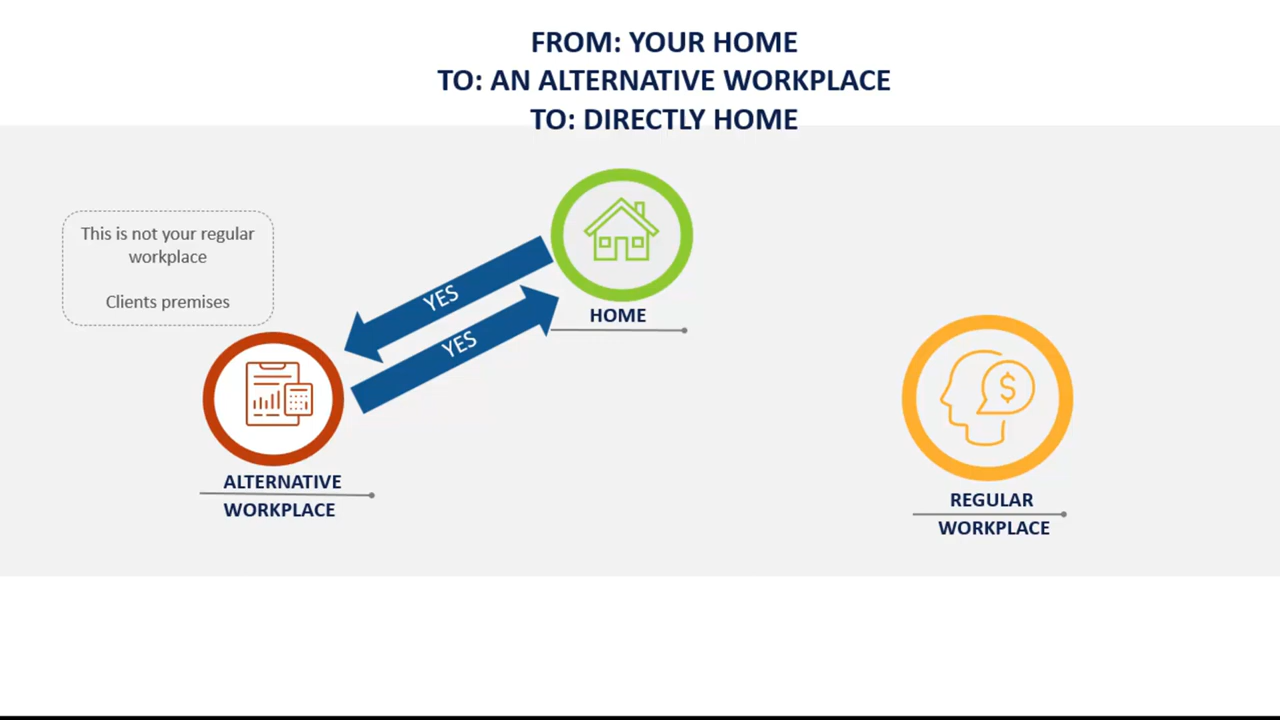 FROM: YOUR HOME
TO: AN ALTERNATIVE WORKPLACE
TO: DIRECTLY HOME
This is not your regular
workplace
Clients premises
YES
YES
HOME
$
ALTERNATIVE
WORKPLACE
REGULAR
WORKPLACE